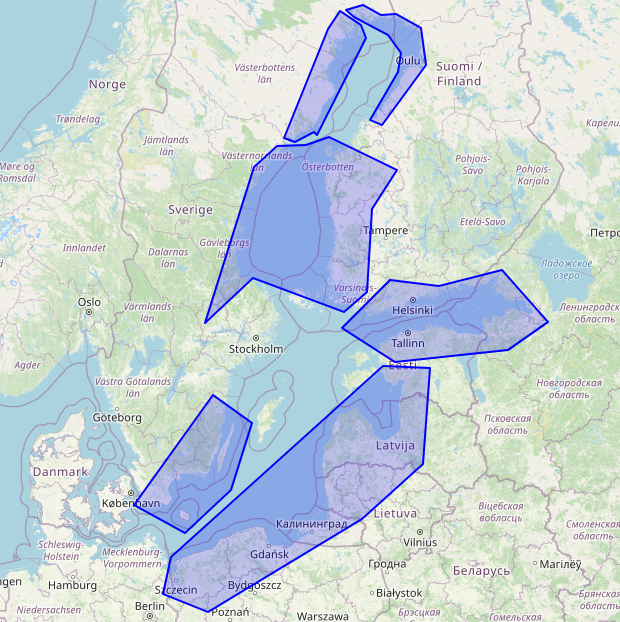 Norge
Västerbottens
län
Oulu
Suomi /
Finland
Trøndelag
Карели
Jämtlands
län
Västernorrlands
län
Österbotten
Pohjois-
Savo
Pohjois-
Karjala
Møre og
Romsdal
Sverige
Etelä-Savo
Tampere
Петро
Innlandet
Dalarnas
län
Gävleborgs
län
Ладожское
озеро
Varsinais-
Suomi
Oslo
Värmlands
län
Helsinki
Ленинградская
область
Tallinn
Stockholm
Agder
Eesti
Västra Götalands
län
Новгородская
область
Göteborg
Псковская
область
Latvija
Danmark
København
Lietuva
Віцебская
вобласць
Калининград
Смоленская
область
Schleswig-
Holstein
Mecklenburg-
Vorpommern
Gdańsk
Vilnius
Гродна
Беларусь
Магілёў
Hamburg
Szczecin
Bydgoszcz
Białystok
Брянская
область
Niedersachsen
Berlin
Poznań
Warszawa
Брэсцкая
Гомельская